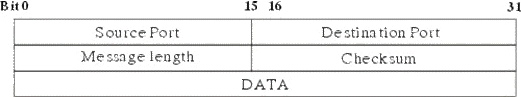 Bit 0 15 16 31
Source Port Destination Port
Message length Checksum
DATA